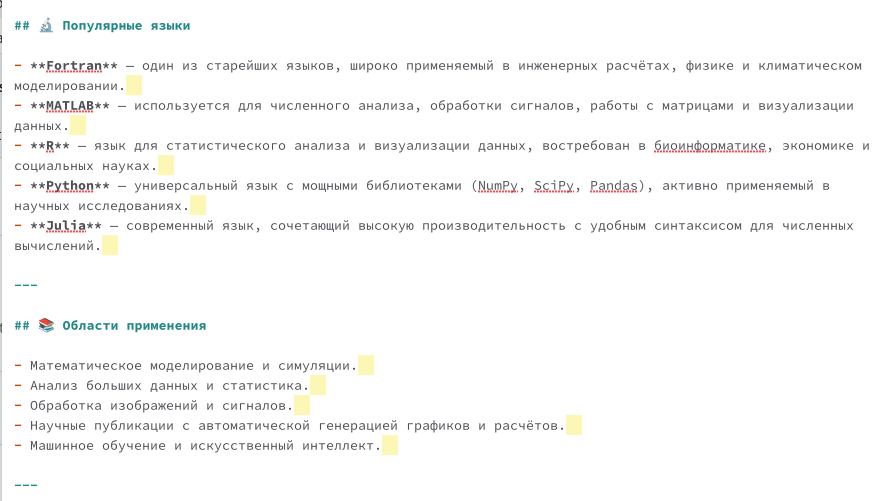 ## 🔬 Популярные языки
- **Fortran** — один из старейших языков, широко применяемый в инженерных расчётах, физике и климатическом
моделировании.
- **MATLAB** — используется для численного анализа, обработки сигналов, работы с матрицами и визуализации
данных.
- **R** — язык для статистического анализа и визуализации данных, востребован в биоинформатике, экономике и
социальных науках.
- **Python** — универсальный язык с мощными библиотеками (NumPy, SciPy, Pandas), активно применяемый в
научных исследованиях.
- **Julia** — современный язык, сочетающий высокую производительность с удобным синтаксисом для численных
вычислений.
---
## 📚 Области применения
- Математическое моделирование и симуляции.
- Анализ больших данных и статистика.
- Обработка изображений и сигналов.
- Научные публикации с автоматической генерацией графиков и расчётов.
- Машинное обучение и искусственный интеллект.
---